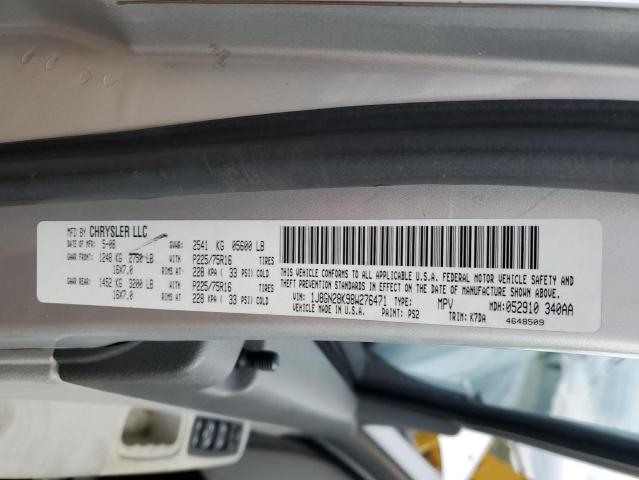 MFD BY CHRYSLER LLC
DATE OF MFR 5-08 GVWR: 2541 KG 05600 LB
GAWR FRONT: 1248 KG 2750 LB WITH P225/75R16 TIRES
16X7.0 RIMS AT 228 KPA ( 33 PSI) COLD
GAWR REAR: 1452 KG 3200 LB WITH P225/75R16 TIRES
16X7.0 RIMS AT 228 KPA ( 33 PSI) COLD
THIS VEHICLE CONFORMS TO ALL APPLICABLE U.S.A. FEDERAL MOTOR VEHICLE SAFETY AND
THEFT PREVENTION STANDARDS IN EFFECT ON THE DATE OF MANUFACTURE SHOWN ABOVE.
VIN: 1J8GN28K98W276471 TYPE: MPV MDH: 052910 340AA
VEHICLE MADE IN U.S.A. PAINT: PS2 TRIM: K7DA 4648509